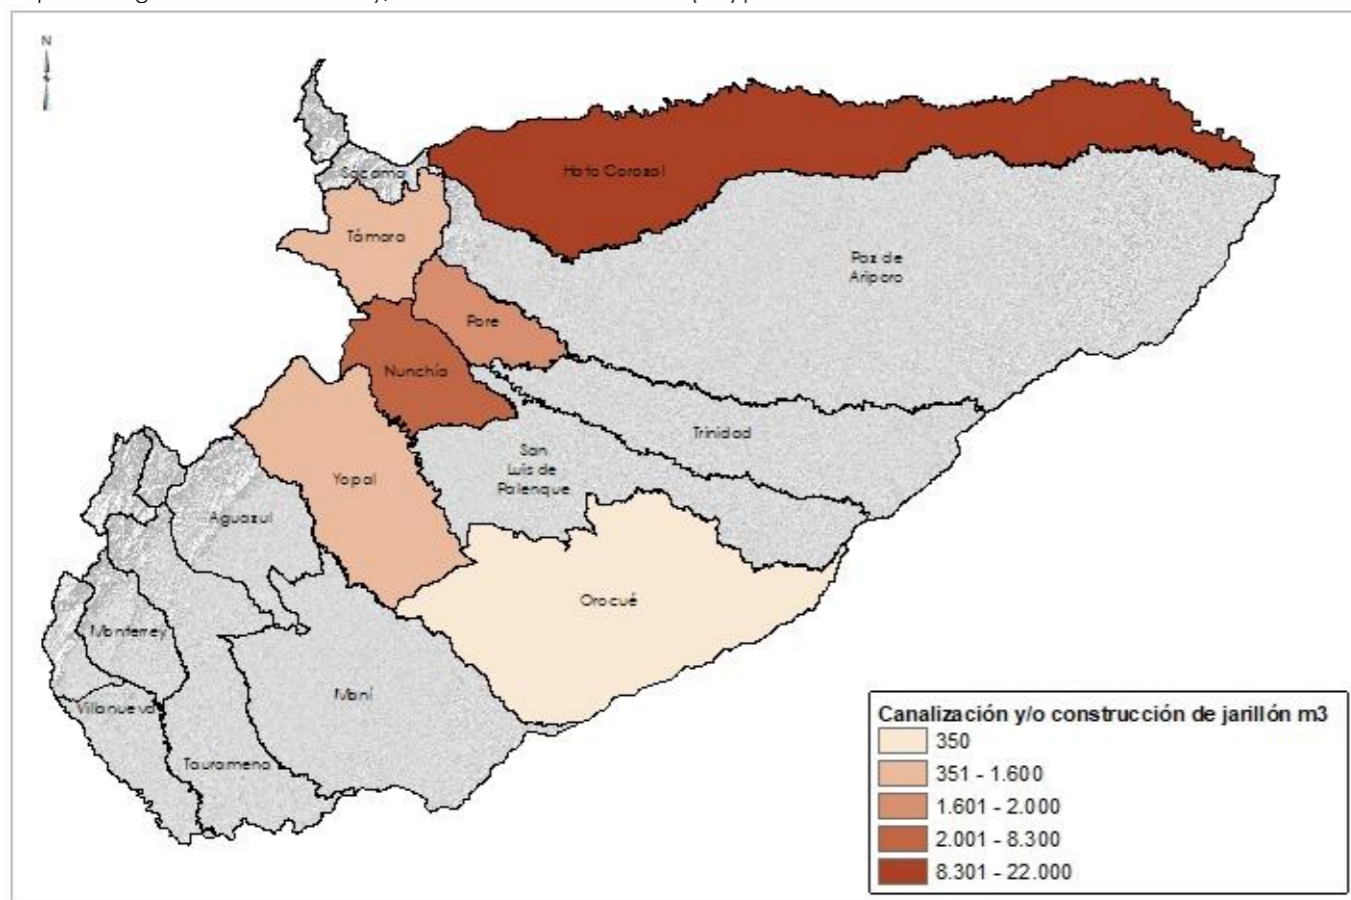 N
Hato Corozal
Sácama
Támara
Paz de
Ariporo
Pore
Nunchía
Trinidad
San
Luis de
Palenque
Yopal
Aguazul
Orocué
Monterrey
Maní
Villanueva
Tauramena
Canalización y/o construcción de jarillón m3
350
351 - 1.600
1.601 - 2.000
2.001 - 8.300
8.301 - 22.000